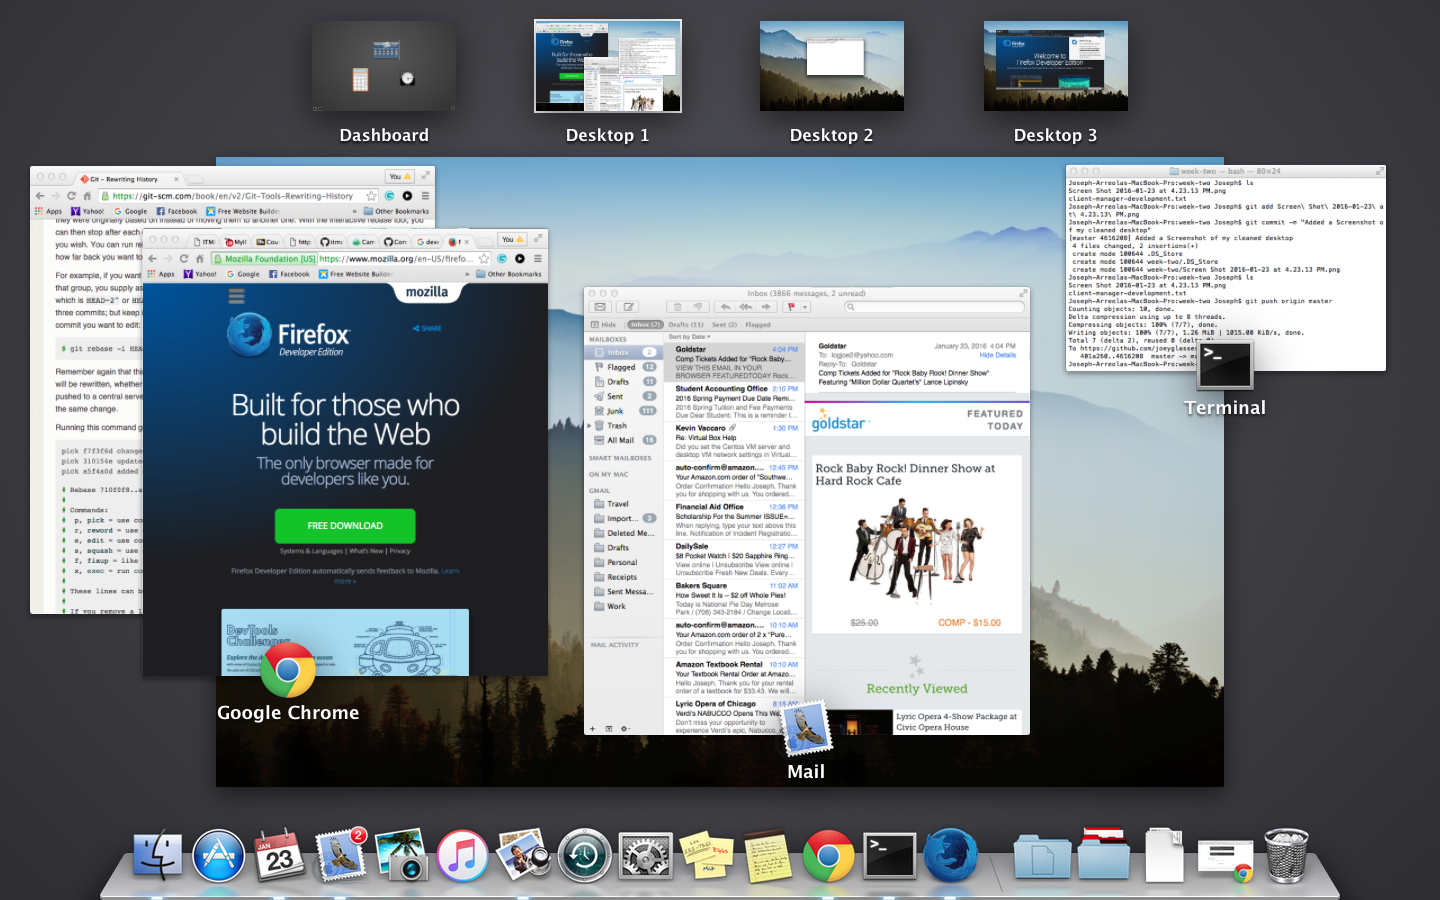 Dashboard
Desktop 1
Desktop 2
Desktop 3
Git - Rewriting History
You
https://git-scm.com/book/en/v2/Git-Tools-Rewriting-History
Apps Yahoo! Google Facebook Free Website Builder » Other Bookmarks
can then stop after each
you wish. You can run re
how far back you want to
For example, if you want
that group, you supply as
which is HEAD~2^ or HE
three commits; but keep i
commit you want to edit:
$ git rebase -i HEA
Remember again that this
will be rewritten, whether
pushed to a central serve
the same change.
Running this command g
pick f7f3f6d change
pick 310154e update
pick a5f4a0d added
# Rebase 710f0f8..a
#
# Commands:
# p, pick = use co
# r, reword = use
# e, edit = use co
# s, squash = use
# f, fixup = like
# x, exec = run co
#
# These lines can b
#
# If you remove a l
You
Mozilla Foundation [US] https://www.mozilla.org/en-US/firefo...
Apps Yahoo! Google Facebook Free Website Builde » Other Bookmarks
mozilla
Firefox
Developer Edition
SHARE
Built for those who
build the Web
The only browser made for
developers like you.
FREE DOWNLOAD
Systems & Languages | What's New | Privacy
Firefox Developer Edition automatically sends feedback to Mozilla. Learn
more »
DevTools
Challenger
Google Chrome
Inbox (3866 messages, 2 unread)
Hide Inbox (2) Drafts (11) Sent (2) Flagged
Sort by Date
MAILBOXES
Inbox 2
Flagged 12
Drafts 11
Sent 2
Junk 111
Trash
All Mail 16
SMART MAILBOXES
ON MY MAC
GMAIL
Travel
Import... 3
Deleted Me...
Drafts
Personal
Receipts
Sent Messa...
Work
MAIL ACTIVITY
Goldstar 4:04 PM
Comp Tickets Added for "Rock Baby...
VIEW THIS EMAIL IN YOUR
BROWSER FEATUREDTODAY Rock...
Student Accounting Office 2:10 PM
2016 Spring Payment Due Date Remi...
2016 Spring Tuition and Fee Payments
Due Dear Student: This is a reminder t...
Kevin Vaccaro 1:30 PM
Re: Virtual Box Help
Did you set the Centos VM server and
desktop VM network settings in Virtual...
auto-confirm@amazon.... 12:45 PM
Your Amazon.com order of "Southwe...
Order Confirmation Hello Joseph, Thank
you for shopping with us. You ordered...
Financial Aid Office 12:36 PM
Scholarship For the Summer ISSUE=...
When replying, type your text above this
line. Notification of Incident Registratio...
DailySale 12:27 PM
$8 Pocket Watch | $20 Sapphire Ring...
View online | Unsubscribe View online |
Unsubscribe Fresh New Deals. Every...
Bakers Square 11:02 AM
How Sweet It Is -- $2 off Whole Pies!
Today is National Pie Day Melrose
Park / (708) 343-2184 / Change Locati...
auto-confirm@amazon.... 10:10 AM
Your Amazon.com order of 2 x "Pure...
Order Confirmation Hello Joseph, Thank
you for shopping with us. You ordered...
Amazon Textbook Rental 10:10 AM
Your Textbook Rental Order at Amazo...
Hello Joseph, Thank you for your rental
order of a textbook for $33.43. We will...
Lyric Opera of Chicago
Verdi's NABUCCO Opens This We
Don't miss your opportunity to
experience Verdi's epic, Nabucco,
Goldstar January 23, 2016 4:04 PM
To: logjoe2@yahoo.com Hide Details
Reply-To: Goldstar
Comp Tickets Added for "Rock Baby Rock! Dinner Show"
Featuring "Million Dollar Quartet's" Lance Lipinsky
goldstar
FEATURED
TODAY
Rock Baby Rock! Dinner Show at
Hard Rock Cafe
$25.00 COMP - $15.00
Recently Viewed
Lyric Opera 4-Show Package at
Civic Opera House
Mail
week-two — bash — 80×24
Joseph-Arreolas-MacBook-Pro:week-two Joseph$ ls
Screen Shot 2016-01-23 at 4.23.13 PM.png
client-manager-development.txt
Joseph-Arreolas-MacBook-Pro:week-two Joseph$ git add Screen\ Shot\ 2016-01-23\ a
t\ 4.23.13\ PM.png
Joseph-Arreolas-MacBook-Pro:week-two Joseph$ git commit -m "Added a Screenshot o
f my cleaned desktop"
[master 4616208] Added a Screenshot of my cleaned desktop
4 files changed, 2 insertions(+)
create mode 100644 .DS_Store
create mode 100644 week-two/.DS_Store
create mode 100644 week-two/Screen Shot 2016-01-23 at 4.23.13 PM.png
Joseph-Arreolas-MacBook-Pro:week-two Joseph$ ls
Screen Shot 2016-01-23 at 4.23.13 PM.png
client-manager-development.txt
Joseph-Arreolas-MacBook-Pro:week-two Joseph$ git push origin master
Counting objects: 10, done.
Delta compression using up to 8 threads.
Compressing objects: 100% (7/7), done.
Writing objects: 100% (7/7), 1.26 MiB | 1015.00 KiB/s, done.
Total 7 (delta 2), reused 0 (delta 0)
To https://github.com/joeyglasse
401a268..4616208 master -> ma
Joseph-Arreolas-MacBook-Pro:wee
Terminal
JAN
23
2